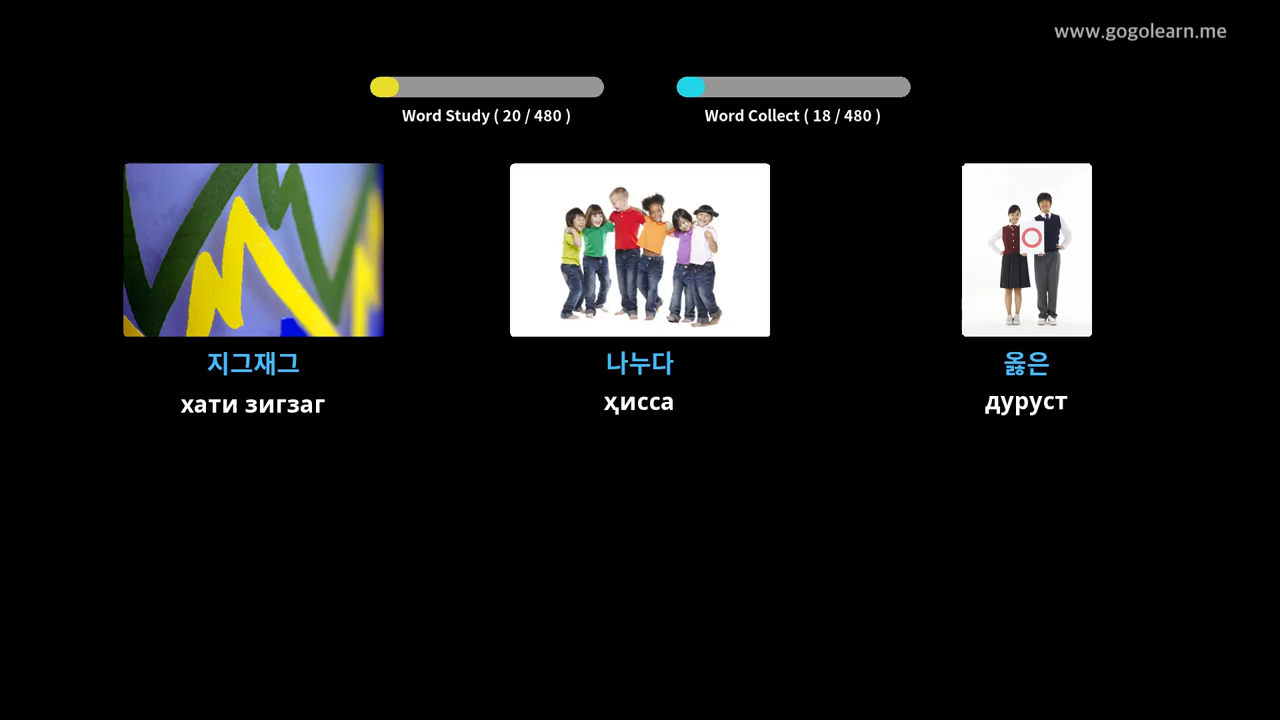 www.gogolearn.me
Word Study ( 20 / 480 )
Word Collect ( 18 / 480 )
지그재그
나누다
옳은
хати зигзаг
ҳисса
дуруст